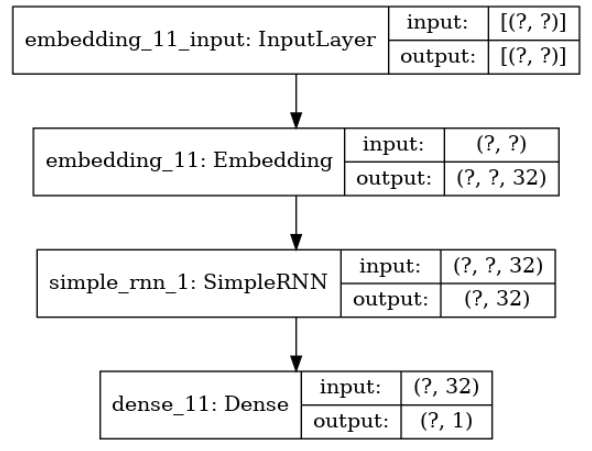 embedding_11_input: InputLayer
input:
[(?, ?)]
output:
[(?, ?)]
embedding_11: Embedding
input:
(?, ?)
output:
(?, ?, 32)
simple_rnn_1: SimpleRNN
input:
(?, ?, 32)
output:
(?, 32)
dense_11: Dense
input:
(?, 32)
output:
(?, 1)